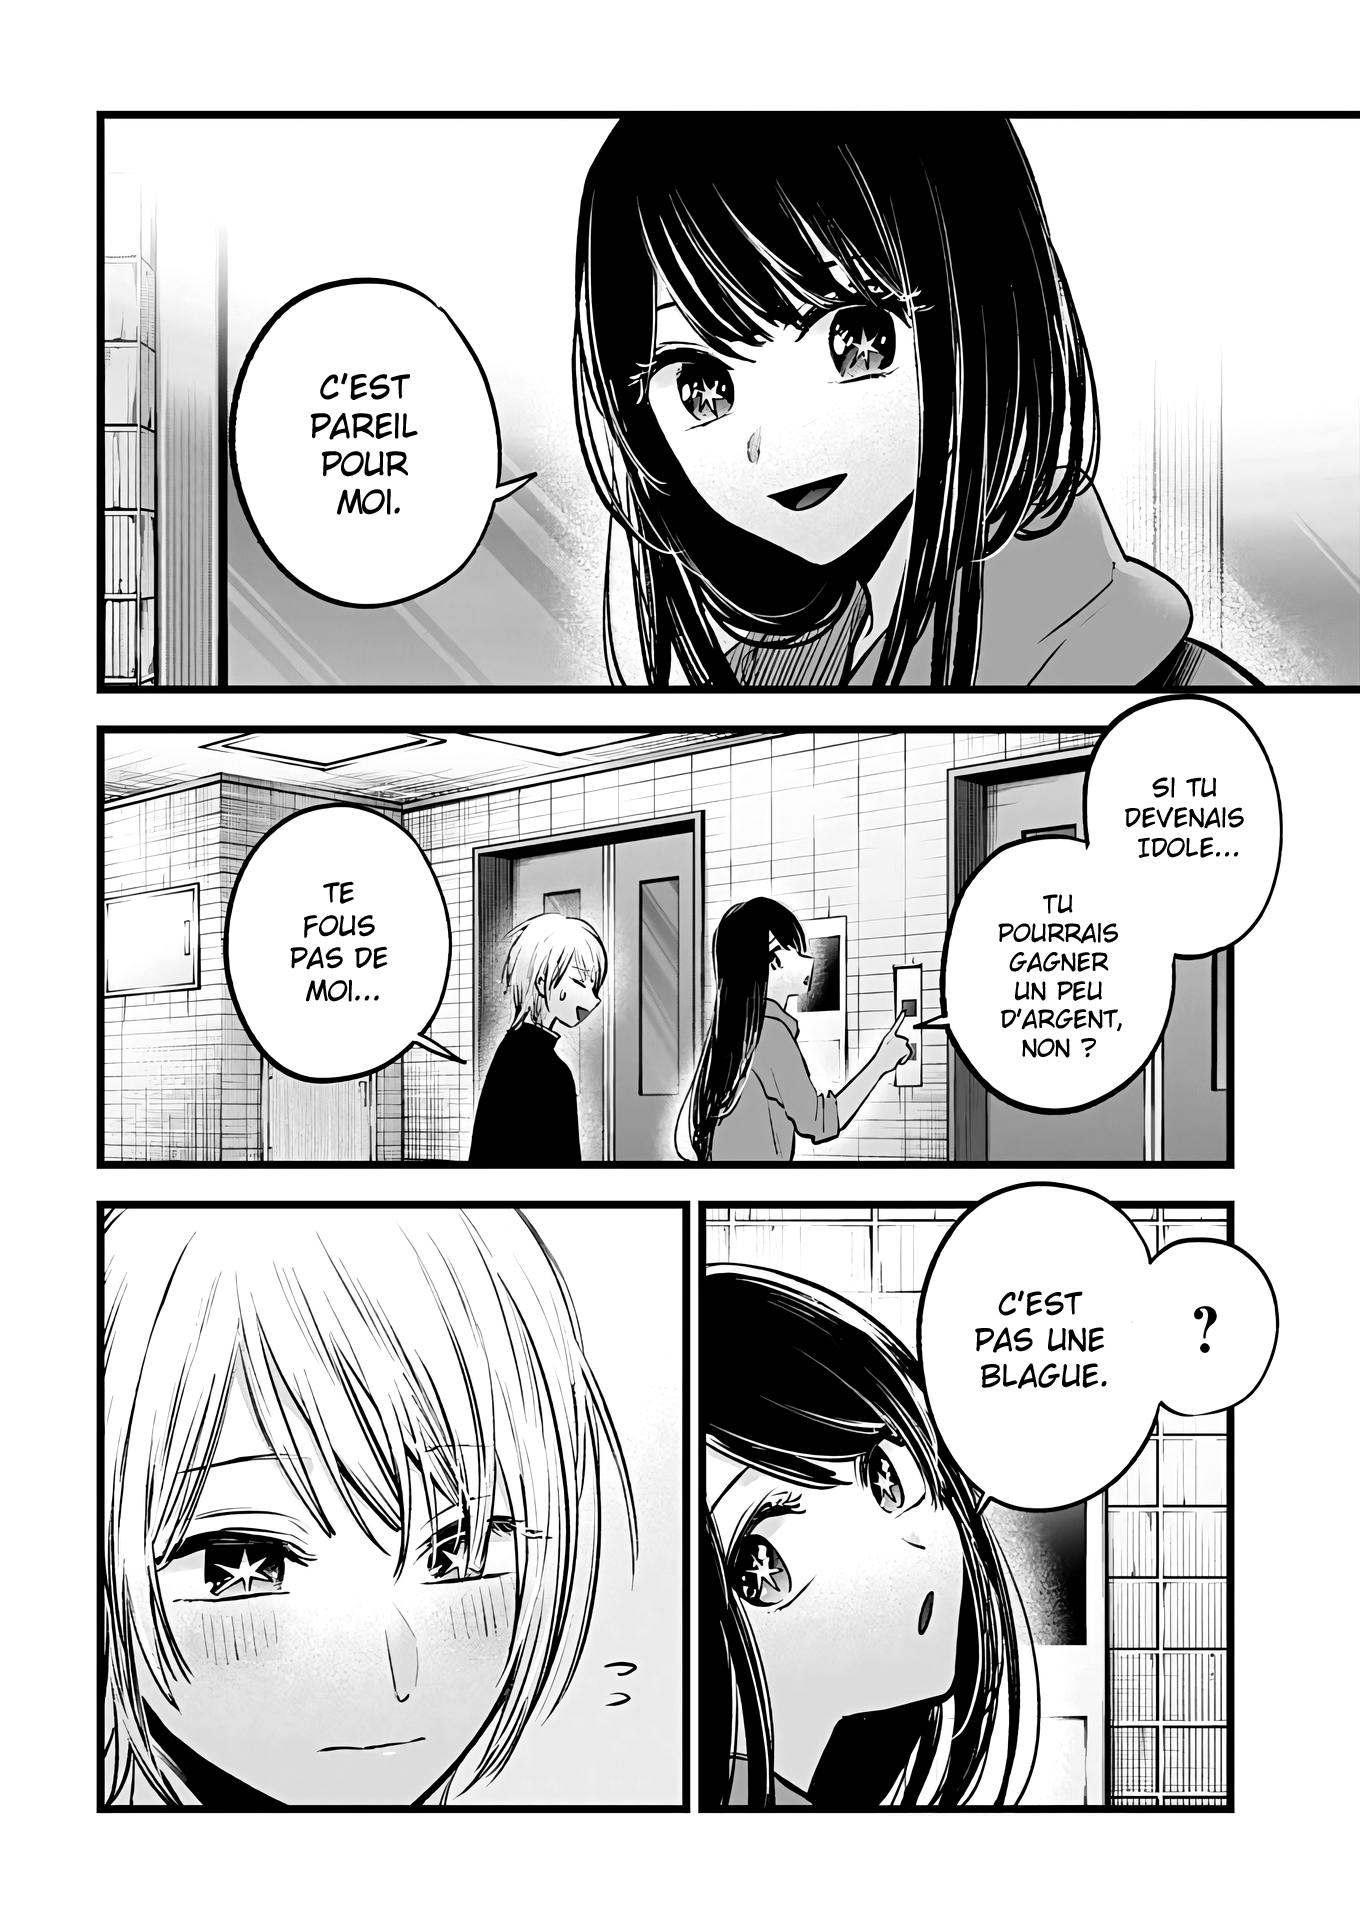 C'EST
PAREIL
POUR
MOI.
SI TU
DEVENAIS
IDOLE...
TU
POURRAIS
GAGNER
UN PEU
D'ARGENT,
NON ?
TE
FOUS
PAS DE
MOI...
?
C'EST
PAS UNE
BLAGUE.